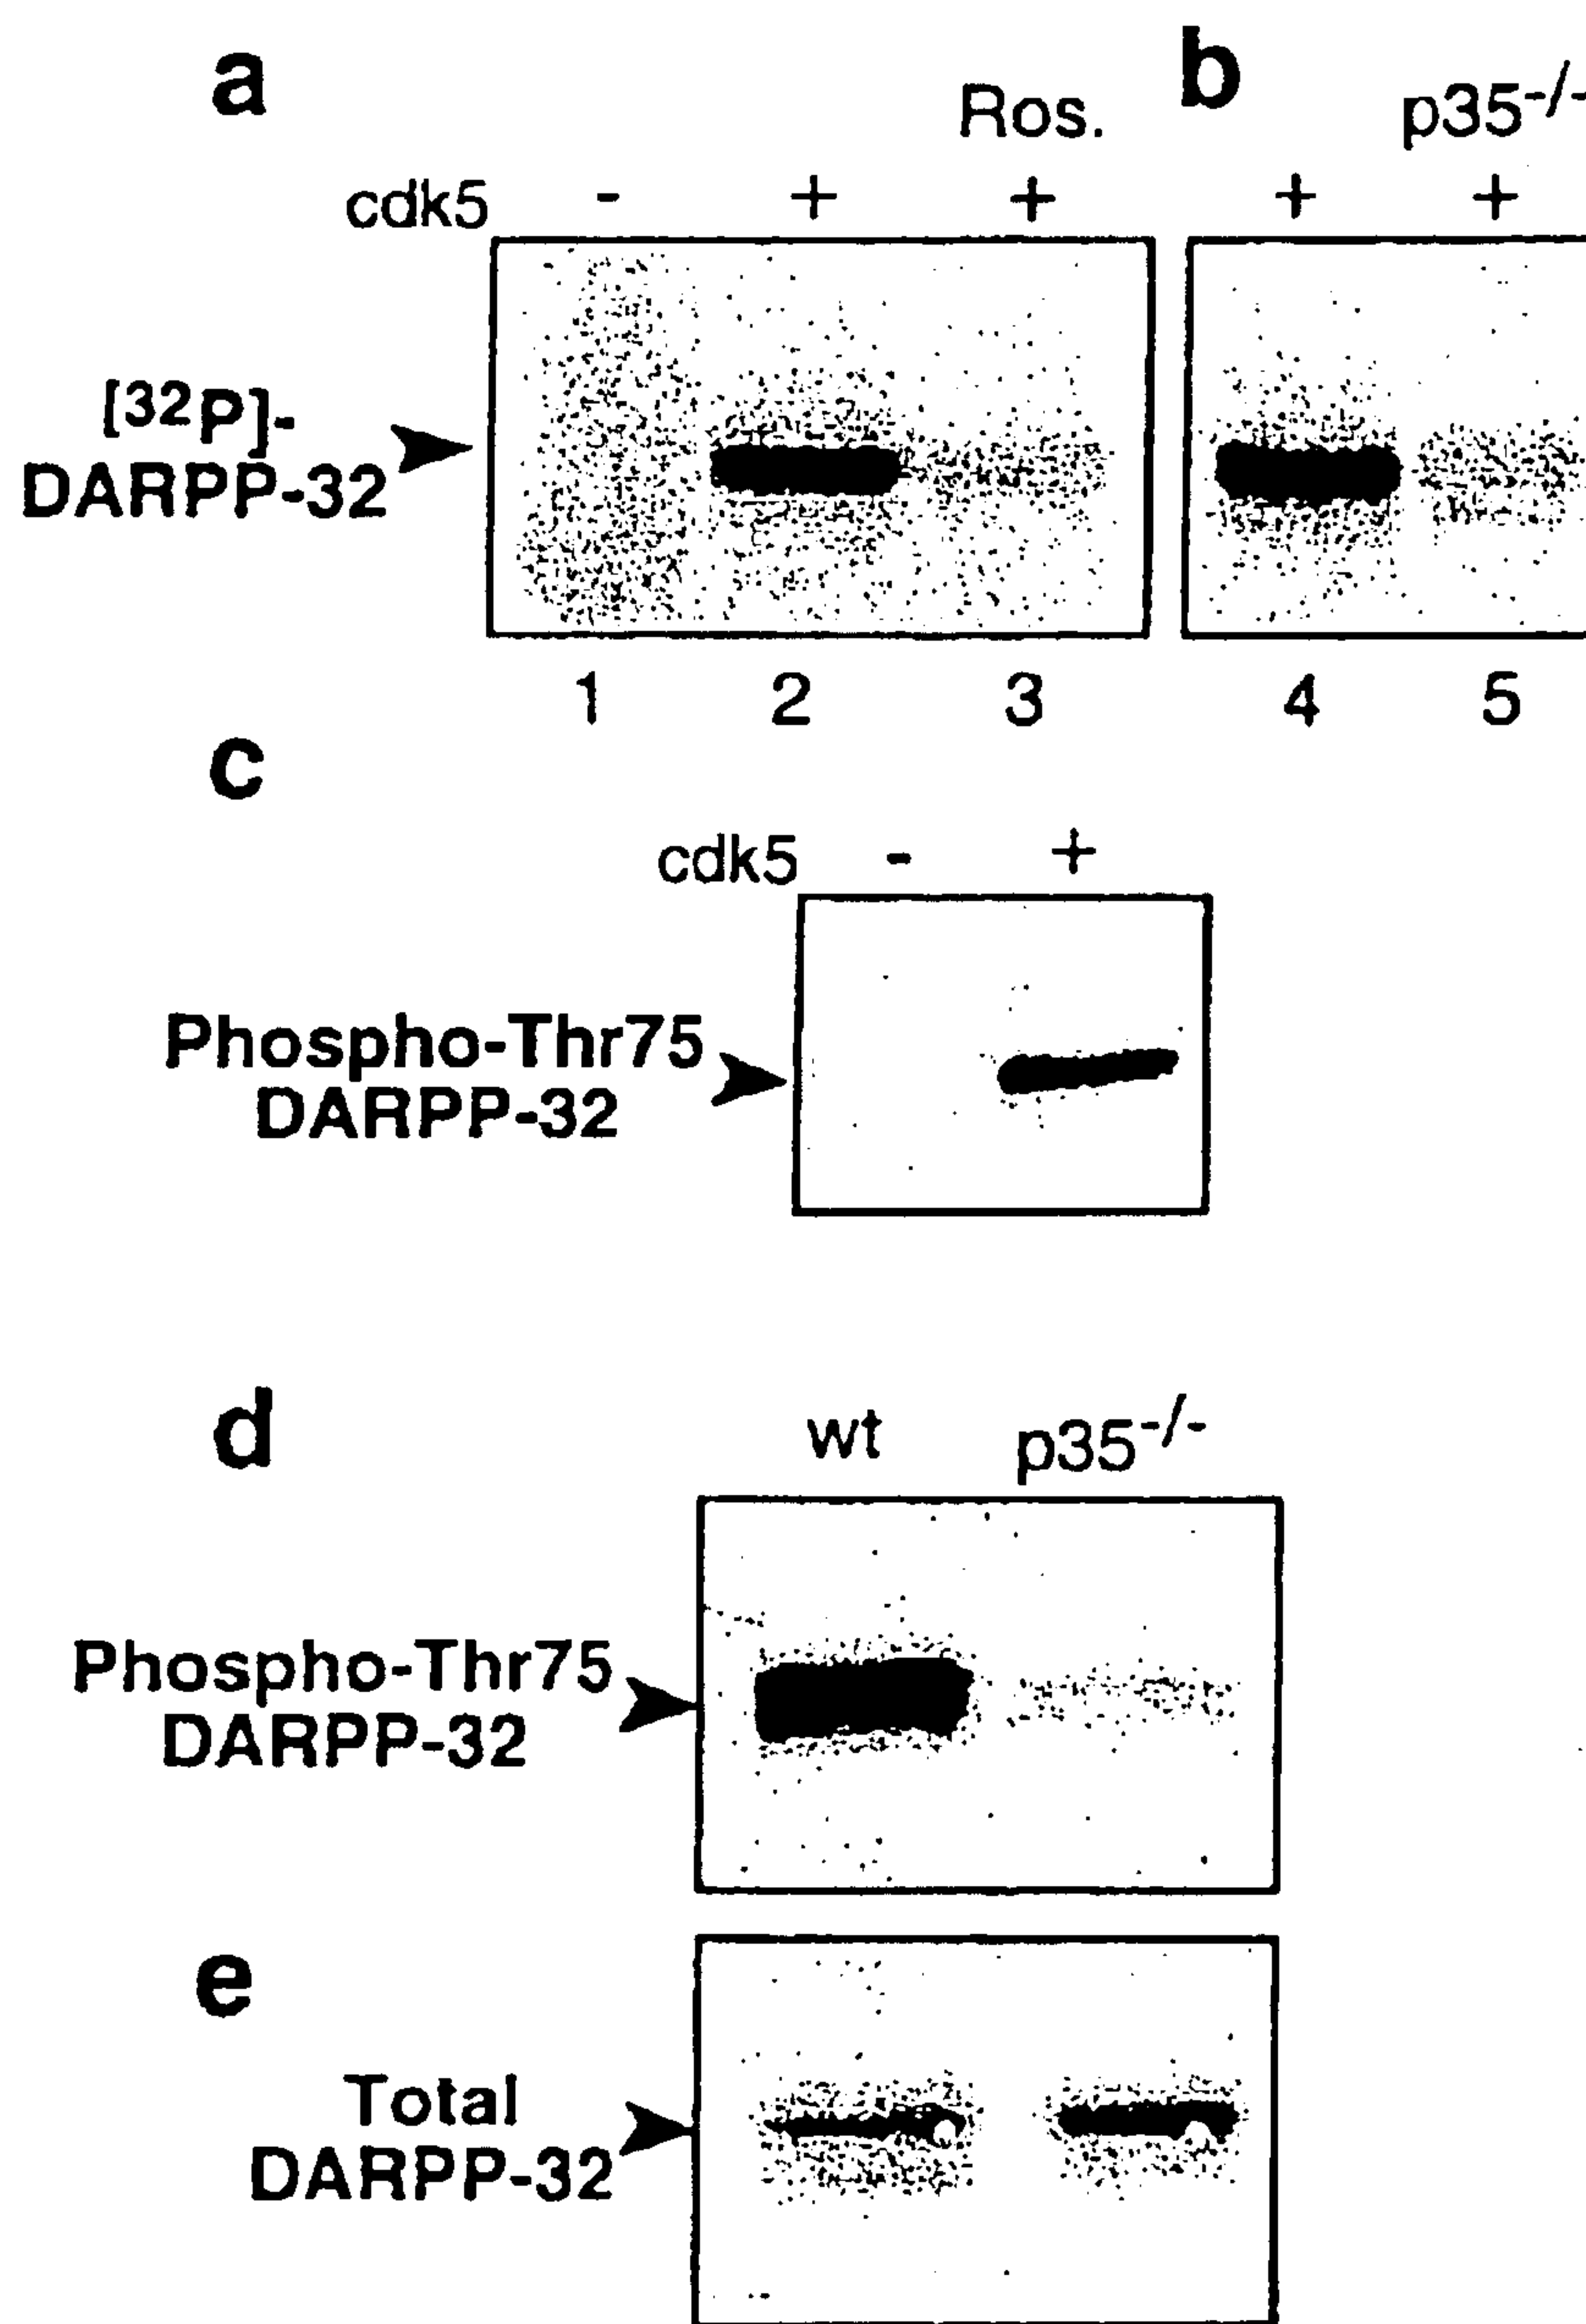 a
b
Ros.
p35-/-
cdk5 - + + + +
[32P]-
DARPP-32
1 2 3 4 5
c
cdk5 - +
Phospho-Thr75
DARPP-32
d
wt p35-/-
Phospho-Thr75
DARPP-32
e
Total
DARPP-32